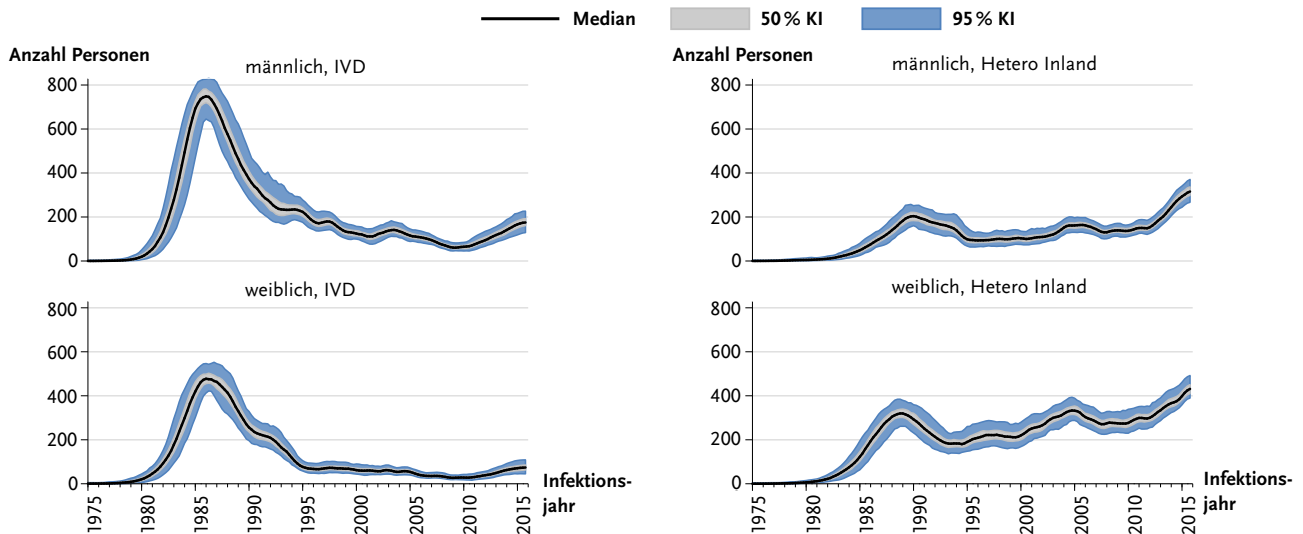 Median 50 % KI 95 % KI
Anzahl Personen
männlich, IVD
800
600
400
200
0
Anzahl Personen
männlich, Hetero Inland
800
600
400
200
0
weiblich, IVD
800
600
400
200
0
1975 1980 1985 1990 1995 2000 2005 2010 2015
Infektions-
jahr
weiblich, Hetero Inland
800
600
400
200
0
1975 1980 1985 1990 1995 2000 2005 2010 2015
Infektions-
jahr